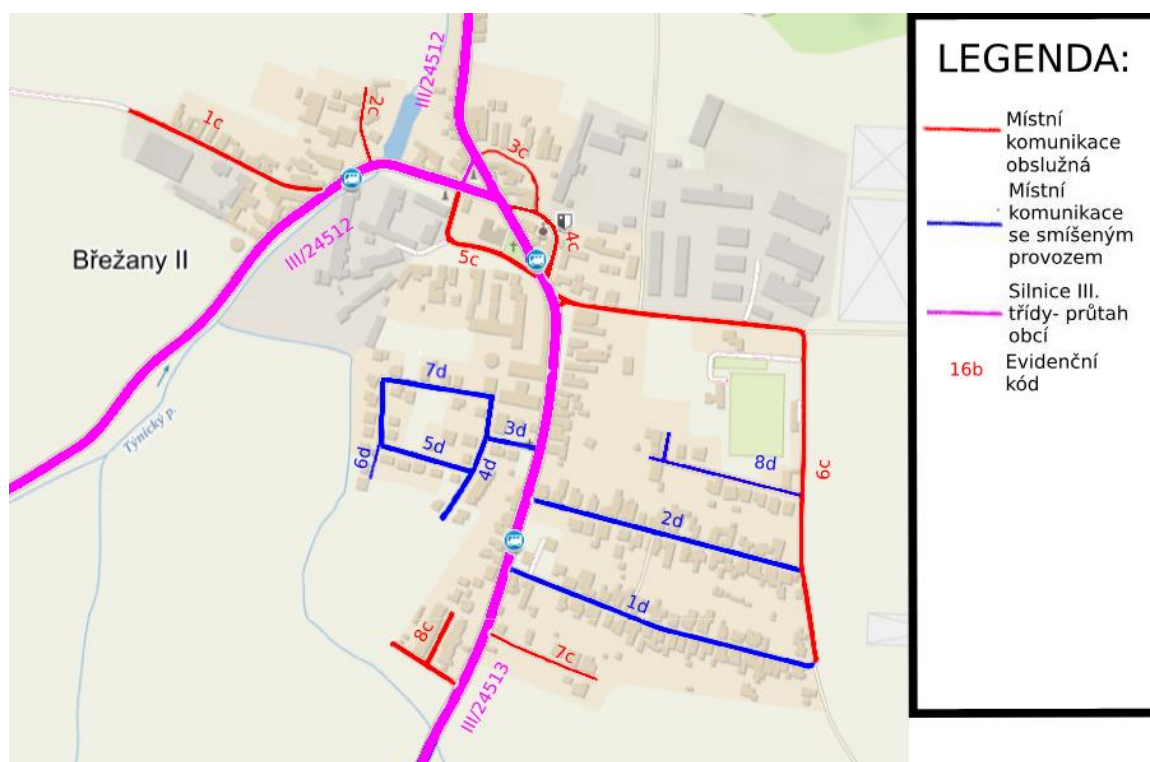 LEGENDA:
Místní
komunikace
obslužná
Místní
komunikace
se smíšeným
provozem
Silnice III.
třídy- průtah
obcí
16b
Evidenční
kód
III/24512
1c
2c
3c
4c
5c
III/24512
Břežany II
Týnický p.
7d
3d
5d
6d
4d
8d
6c
2d
1d
8c
7c
III/24513